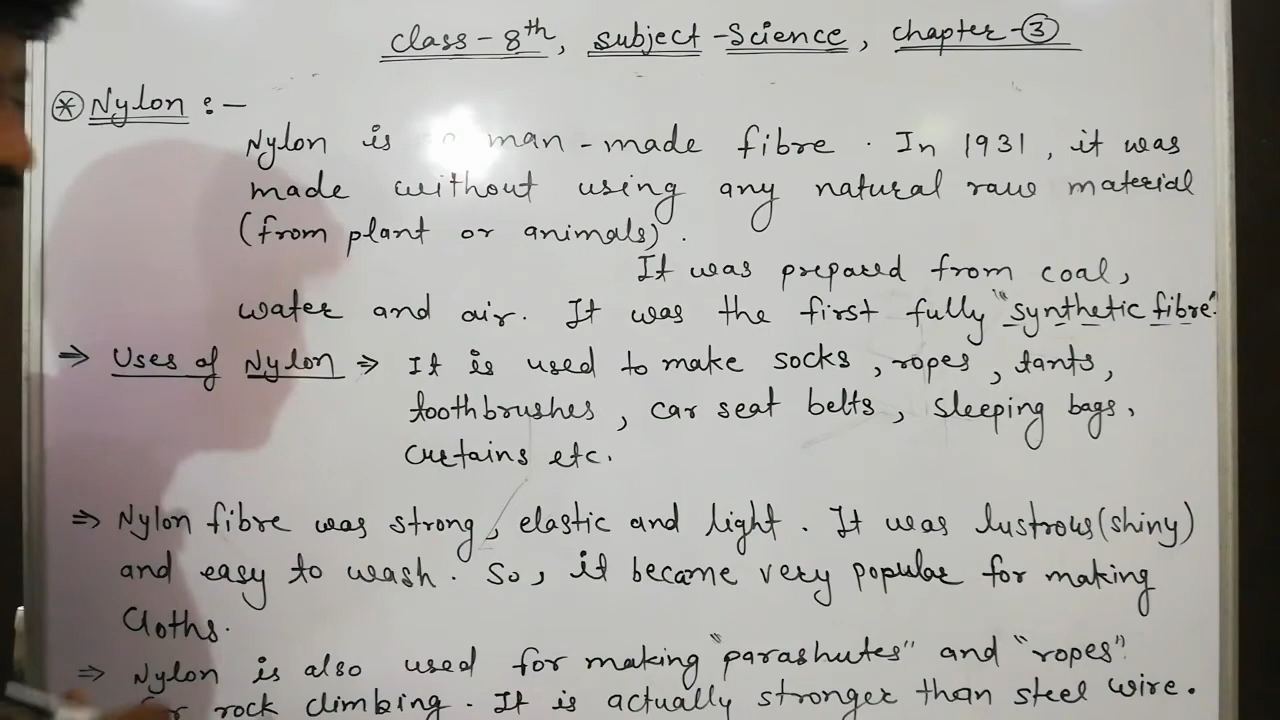 class - 8th, subject - Science, chapter - ③
* Nylon : -
Nylon is man - made fibre . In 1931 , it was
made without using any natural raw material
(from plant or animals) .
It was prepared from coal,
water and air. It was the first fully "synthetic fibre"
⇒ Uses of Nylon ⇒ It is used to make socks , ropes , tants ,
toothbrushes , car seat belts , sleeping bags ,
curtains etc.
⇒ Nylon fibre was strong, elastic and light . It was lustrous (shiny)
and easy to wash . So , it became very popular for making
cloths.
⇒ Nylon is also used for making "parashutes" and "ropes"
rock climbing . It is actually stronger than steel wire .